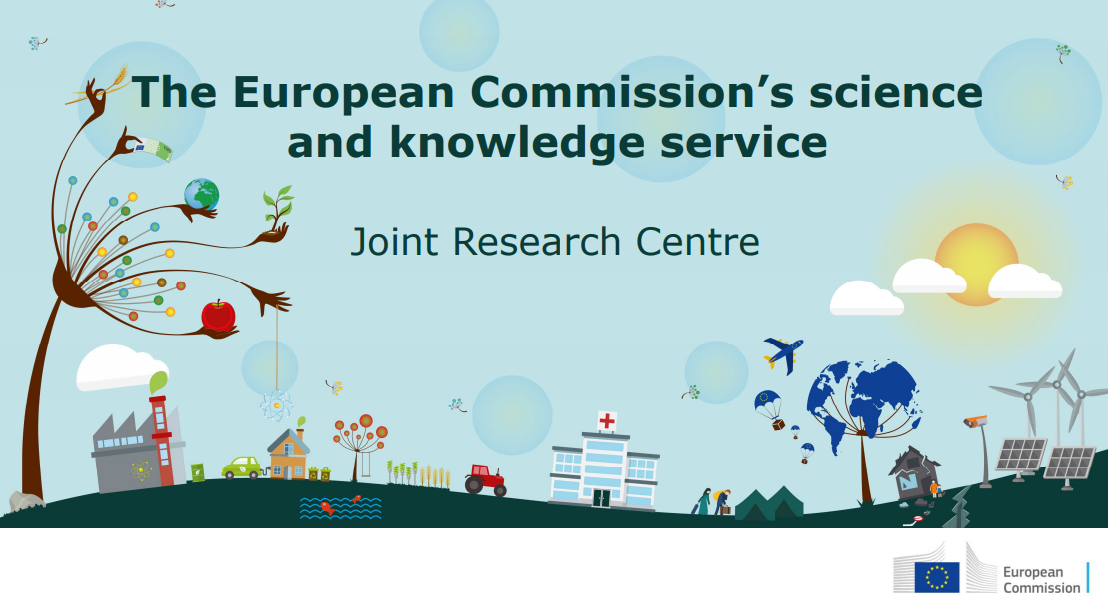 The European Commission’s science
and knowledge service
Joint Research Centre
European
Commission